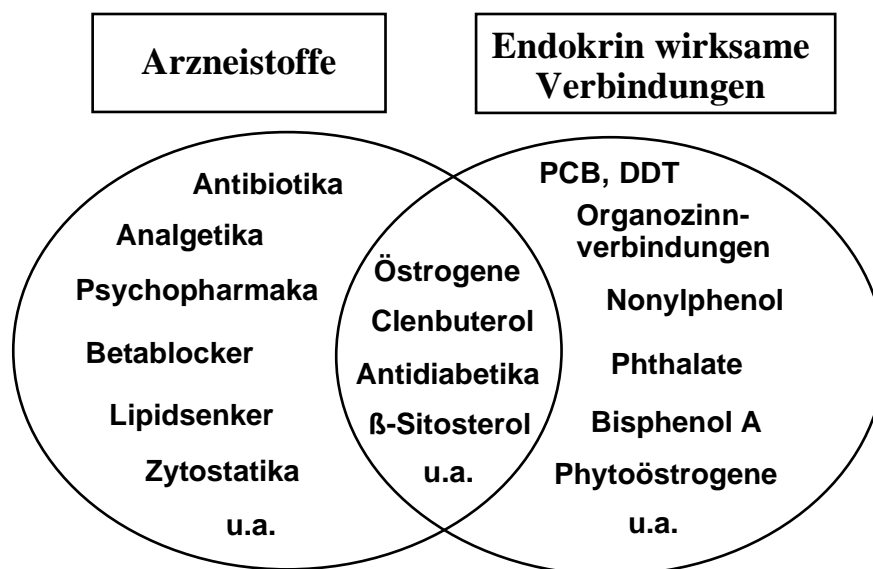 Arzneistoffe
Endokrin wirksame
Verbindungen
Antibiotika
Analgetika
Psychopharmaka
Betablocker
Lipidsenker
Zytostatika
u.a.
Östrogene
Clenbuterol
Antidiabetika
ß-Sitosterol
u.a.
PCB, DDT
Organozinn-
verbindungen
Nonylphenol
Phthalate
Bisphenol A
Phytoöstrogene
u.a.